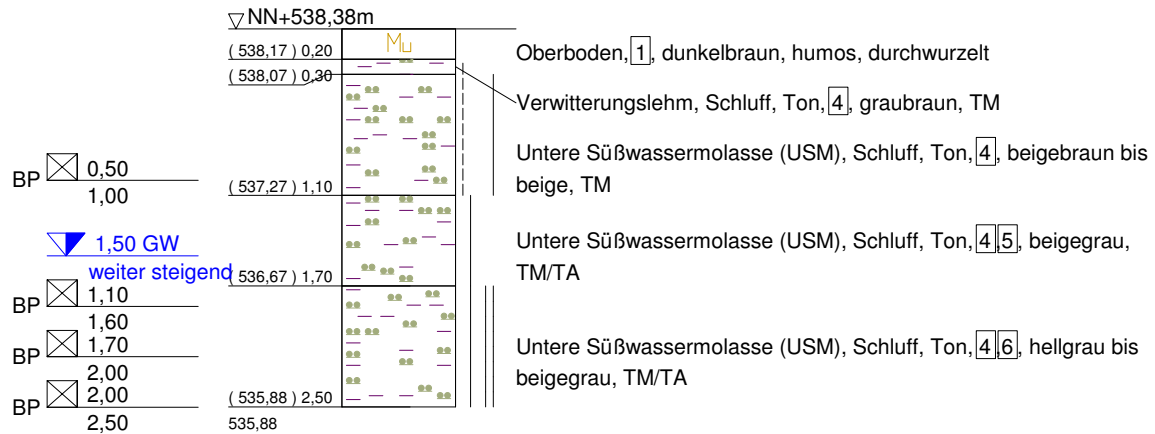 NN+538,38m
Mu
( 538,17 ) 0,20
Oberboden, 1, dunkelbraun, humos, durchwurzelt
( 538,07 ) 0,30
Verwitterungslehm, Schluff, Ton, 4, graubraun, TM
Untere Süßwassermolasse (USM), Schluff, Ton, 4, beigebraun bis
beige, TM
BP 0,50
1,00
( 537,27 ) 1,10
1,50 GW
weiter steigend
Untere Süßwassermolasse (USM), Schluff, Ton, 4,5, beigegrau,
TM/TA
( 536,67 ) 1,70
BP 1,10
1,60
BP 1,70
2,00
Untere Süßwassermolasse (USM), Schluff, Ton, 4,6, hellgrau bis
beigegrau, TM/TA
BP 2,00
2,50
( 535,88 ) 2,50
535,88